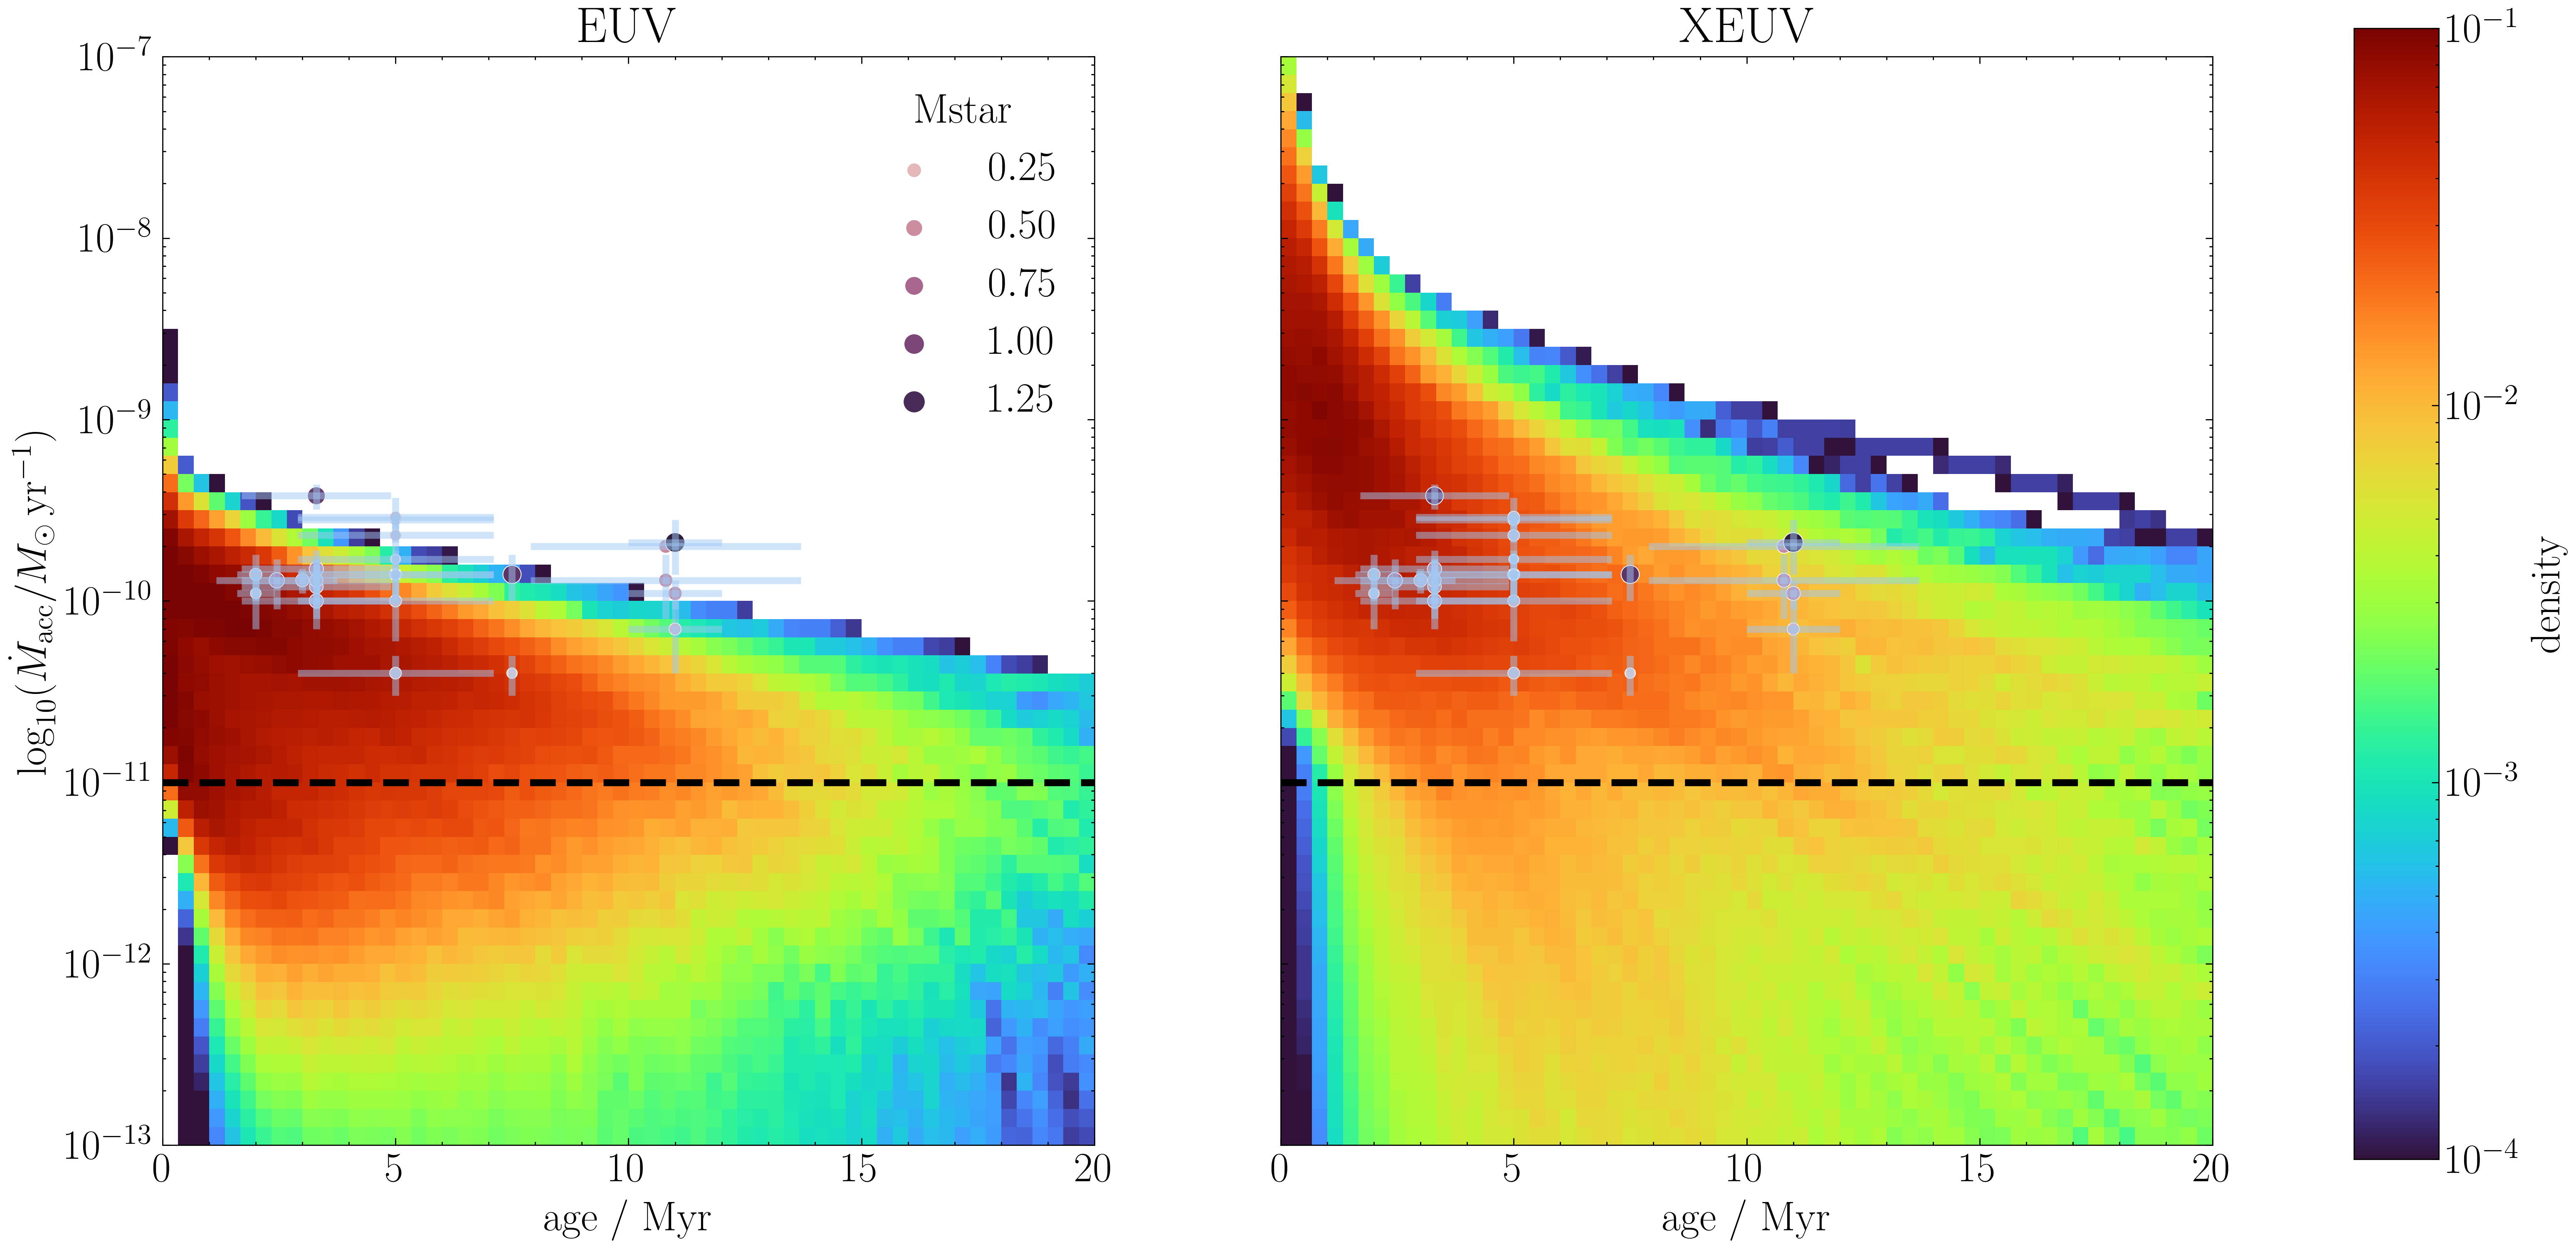 EUV
XEUV
10⁻⁷
10⁻⁸
10⁻⁹
10⁻¹⁰
10⁻¹¹
10⁻¹²
10⁻¹³
log₁₀(Ṁacc/M⊙ yr⁻¹)
Mstar
0.25
0.50
0.75
1.00
1.25
0 5 10 15 20
age / Myr
0 5 10 15 20
age / Myr
10⁻¹
10⁻²
10⁻³
10⁻⁴
density